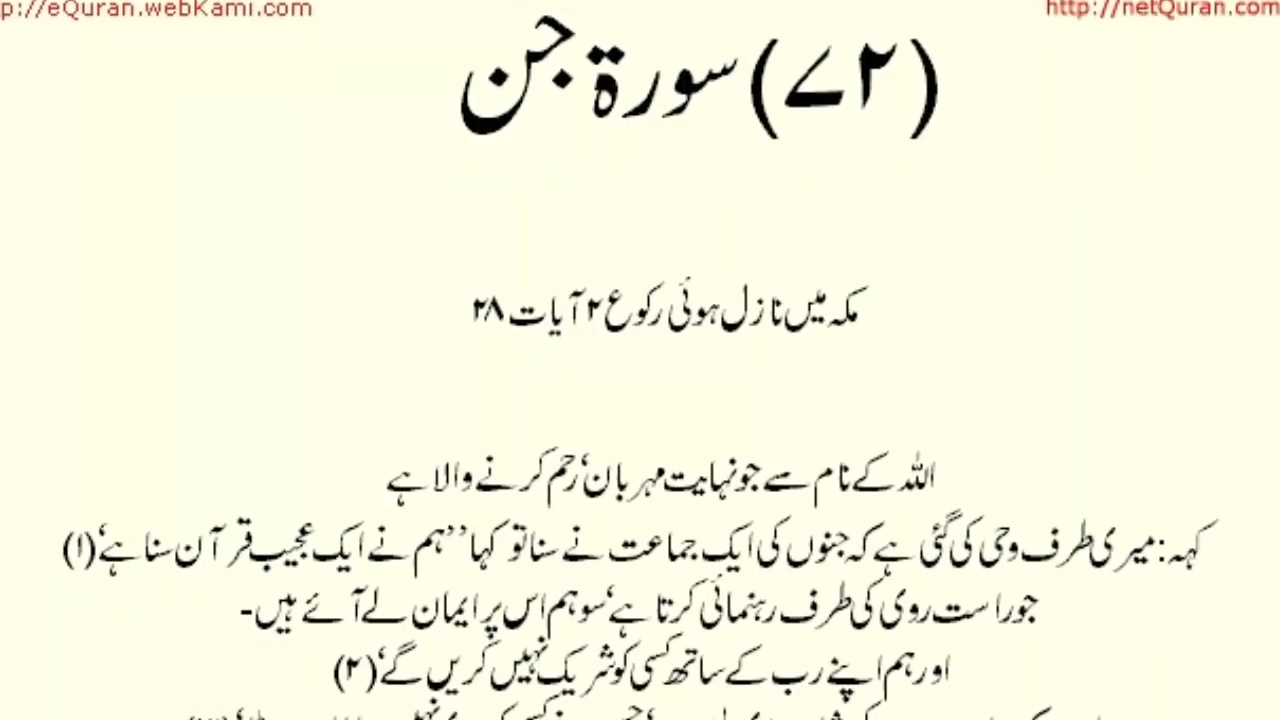 p://eQuran.webKami.com http://netQuran.com
(۷۲) سورۃ جن
مکہ میں نازل ہوئی رکوع ۲ آیات ۲۸
اللہ کے نام سے جو نہایت مہربان‘ رحم کرنے والا ہے
کہہ: میری طرف وحی کی گئی ہے کہ جنوں کی ایک جماعت نے سنا تو کہا ’’ہم نے ایک عجیب قرآن سنا ہے‘ (۱)
جو راست روی کی طرف رہنمائی کرتا ہے‘ سو ہم اس پر ایمان لے آئے ہیں-
اور ہم اپنے رب کے ساتھ کسی کو شریک نہیں کریں گے‘ (۲)